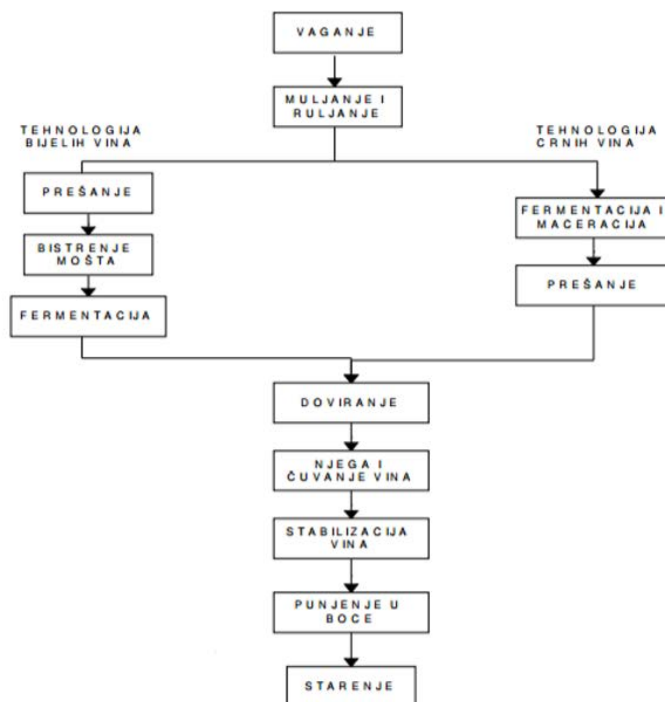 VAGANJE
MULJANJE I
RULJANJE
TEHNOLOGIJA
BIJELIH VINA
TEHNOLOGIJA
CRNIH VINA
PREŠANJE
BISTRENJE
MOŠTA
FERMENTACIJA
FERMENTACIJA I
MACERACIJA
PREŠANJE
DOVIRANJE
NJEGA I
ČUVANJE VINA
STABILIZACIJA
VINA
PUNJENJE U
BOCE
STARENJE